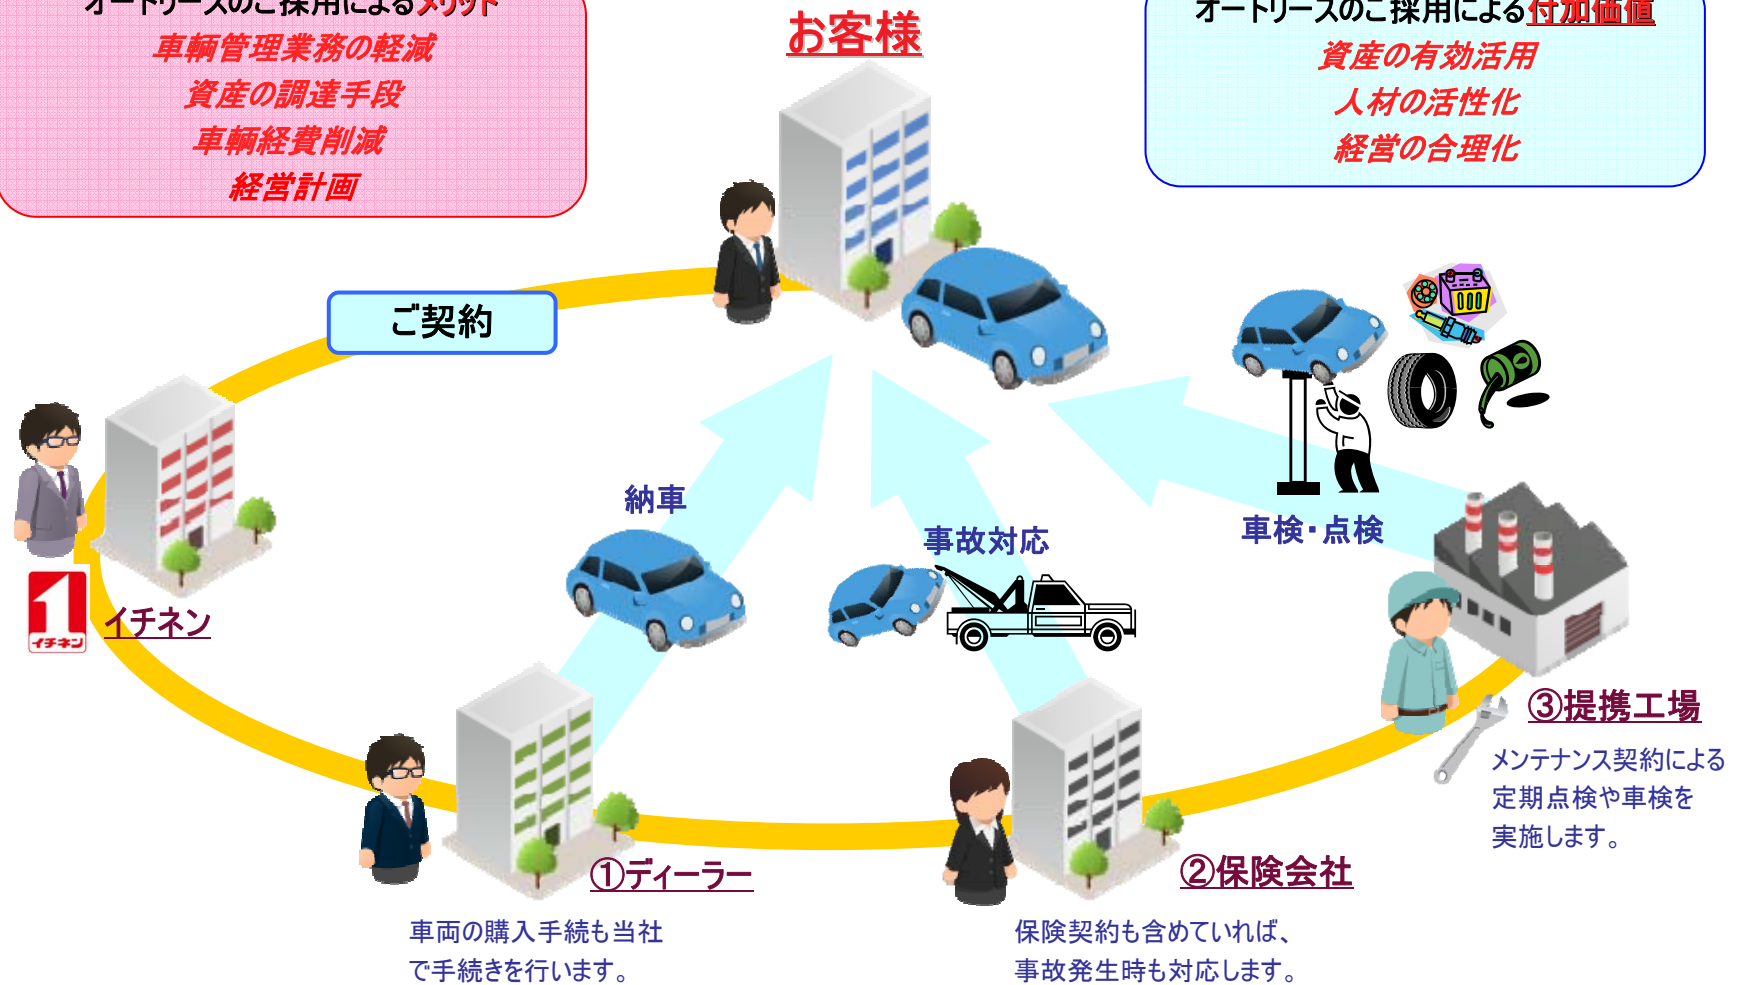 オートリースのご採用によるメリット
車輌管理業務の軽減
資産の調達手段
車輌経費削減
経営計画
お客様
オートリースのご採用による付加価値
資産の有効活用
人材の活性化
経営の合理化
ご契約
納車
事故対応
車検・点検
イチネン
イチネン
③提携工場
メンテナンス契約による
定期点検や車検を
実施します。
①ディーラー
車両の購入手続も当社
で手続きを行います。
②保険会社
保険契約も含めていれば、
事故発生時も対応します。